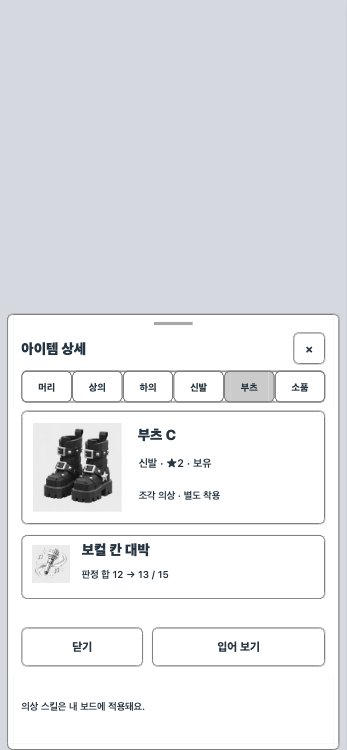 아이템 상세
×
머리
상의
하의
신발
부츠
소품
부츠 C
신발 · ★2 · 보유
조각 의상 · 별도 착용
보컬 칸 대박
판정 합 12 → 13 / 15
닫기
입어 보기
의상 스킬은 내 보드에 적용돼요.